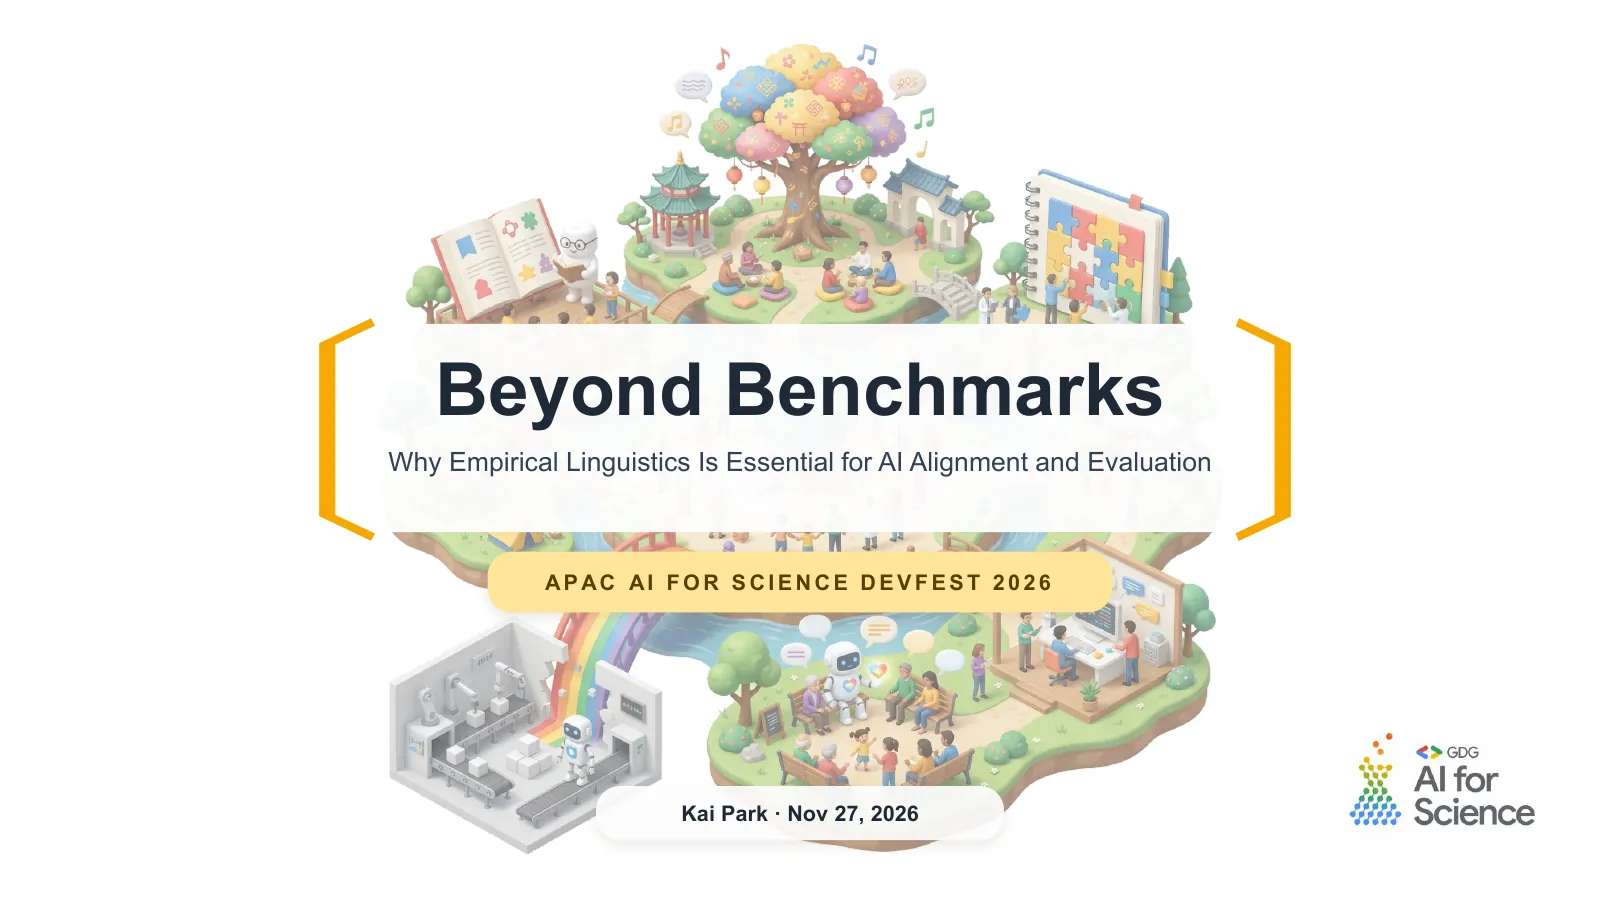 Beyond Benchmarks
Why Empirical Linguistics Is Essential for AI Alignment and Evaluation
APAC AI FOR SCIENCE DEVFEST 2026
Kai Park · Nov 27, 2026
GDG
AI for
Science